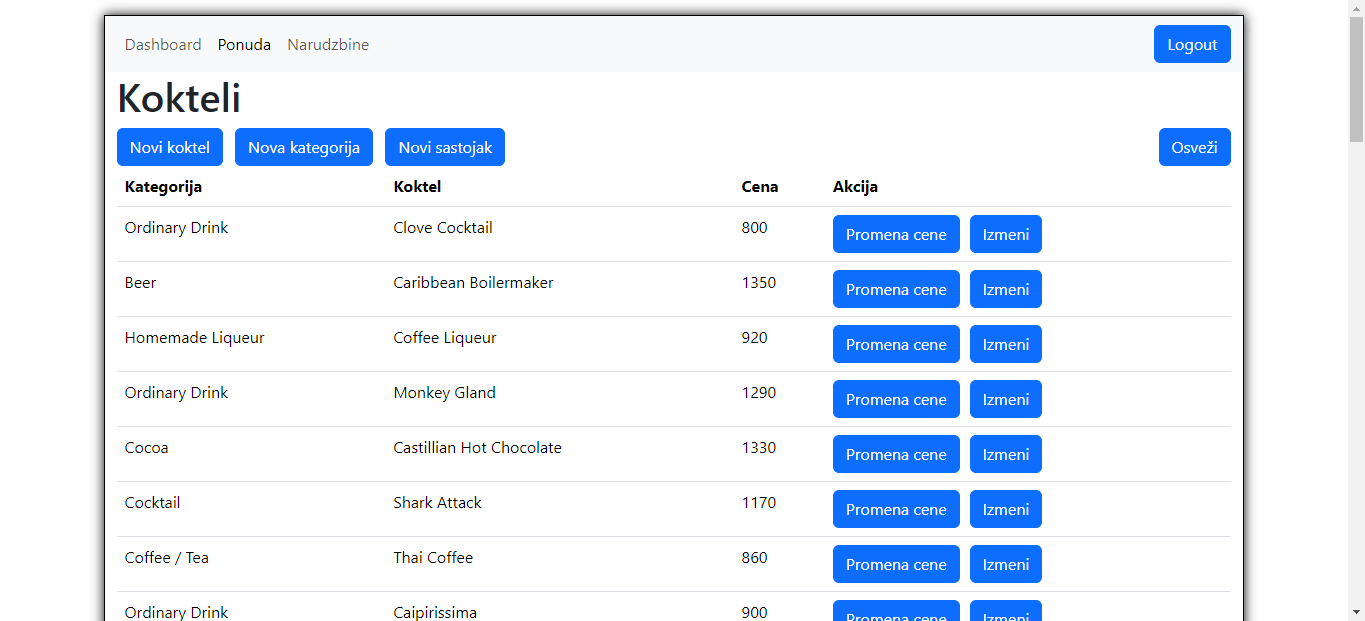 Dashboard Ponuda Narudzbine Logout
Kokteli
Novi koktel Nova kategorija Novi sastojak Osveži
Kategorija Koktel Cena Akcija
Ordinary Drink Clove Cocktail 800 Promena cene Izmeni
Beer Caribbean Boilermaker 1350 Promena cene Izmeni
Homemade Liqueur Coffee Liqueur 920 Promena cene Izmeni
Ordinary Drink Monkey Gland 1290 Promena cene Izmeni
Cocoa Castillian Hot Chocolate 1330 Promena cene Izmeni
Cocktail Shark Attack 1170 Promena cene Izmeni
Coffee / Tea Thai Coffee 860 Promena cene Izmeni
Ordinary Drink Caipirissima 900 Promena cene Izmeni